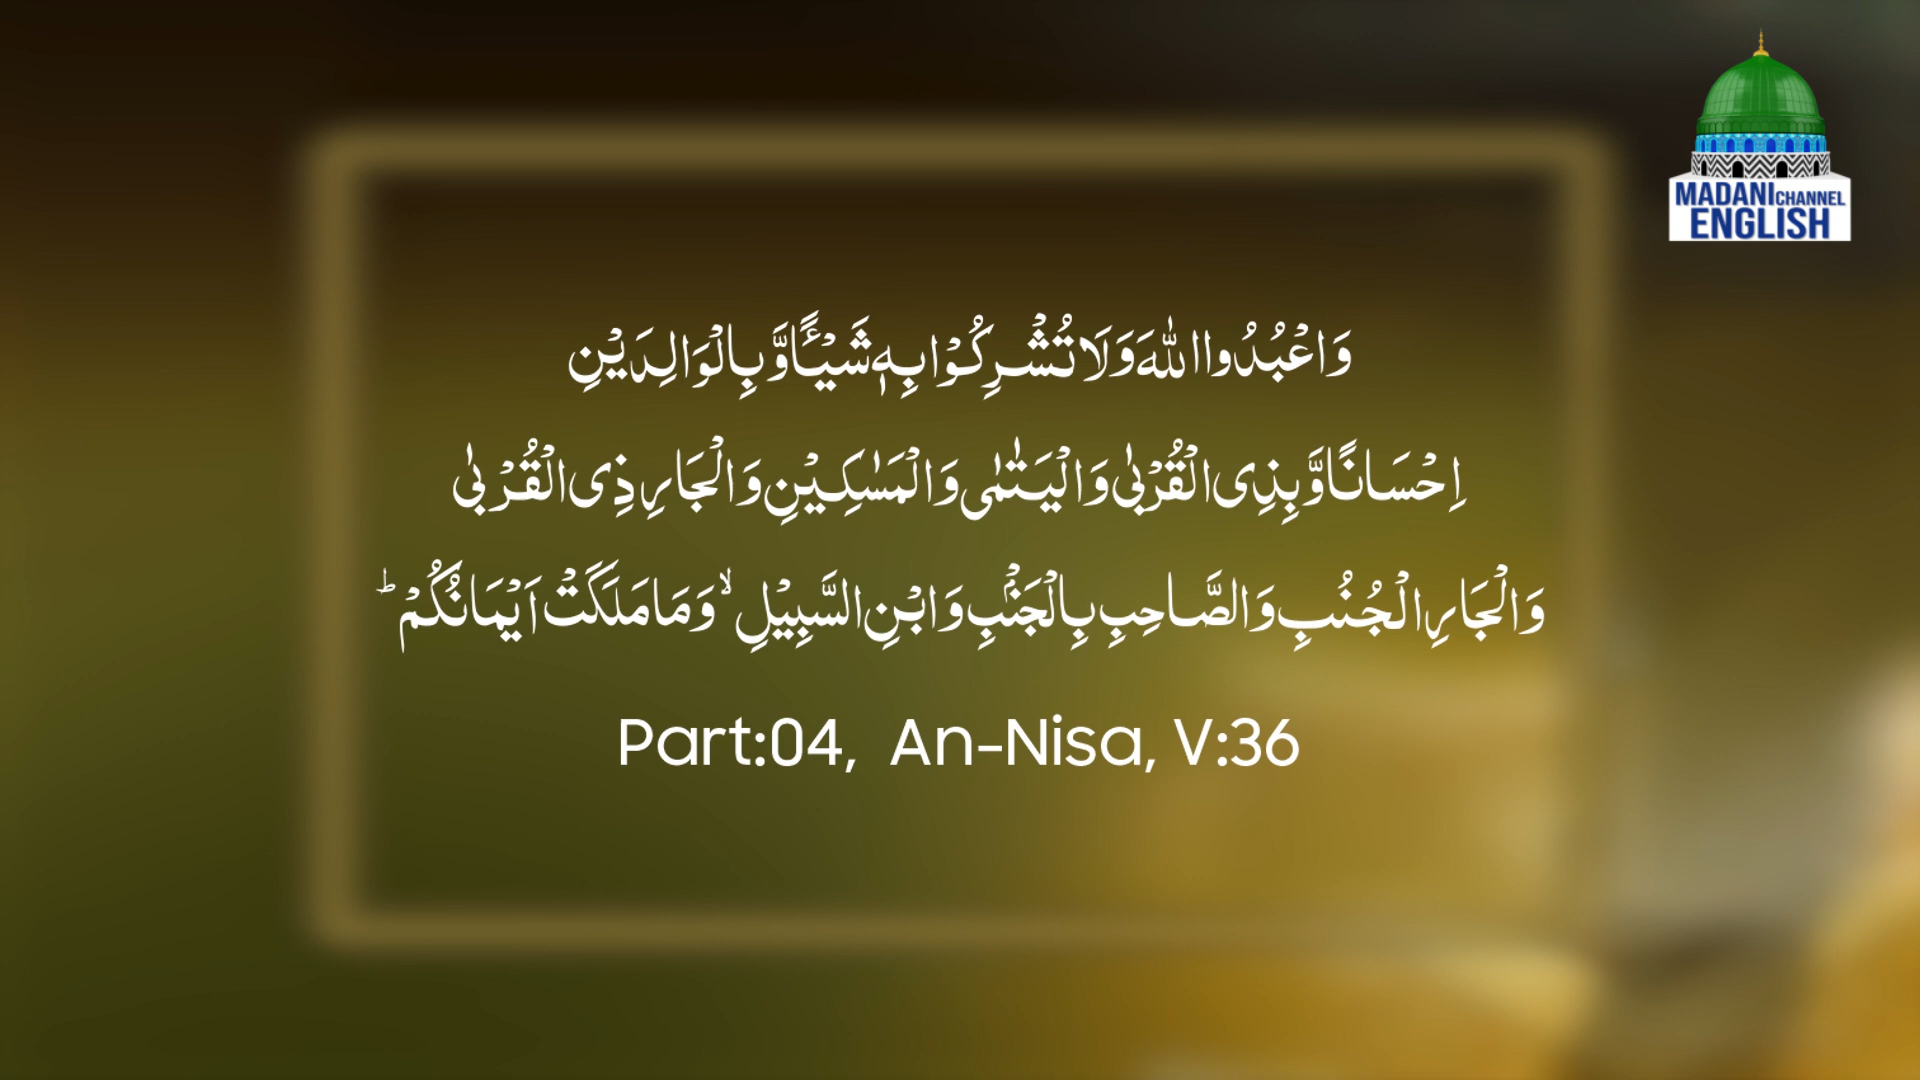 MADANI CHANNEL
ENGLISH
وَاعْبُدُوا اللّٰهَ وَلَا تُشْرِكُوْا بِهٖ شَیْــٴًـا وَّ بِالْوَالِدَیْنِ
اِحْسَانًا وَّ بِذِی الْقُرْبٰى وَ الْیَتٰمٰى وَ الْمَسٰكِیْنِ وَ الْجَارِ ذِی الْقُرْبٰى
وَ الْجَارِ الْجُنُبِ وَ الصَّاحِبِ بِالْجَنْۢبِ وَ ابْنِ السَّبِیْلِۙ وَ مَا مَلَكَتْ اَیْمَانُكُمْؕ
Part:04, An-Nisa, V:36